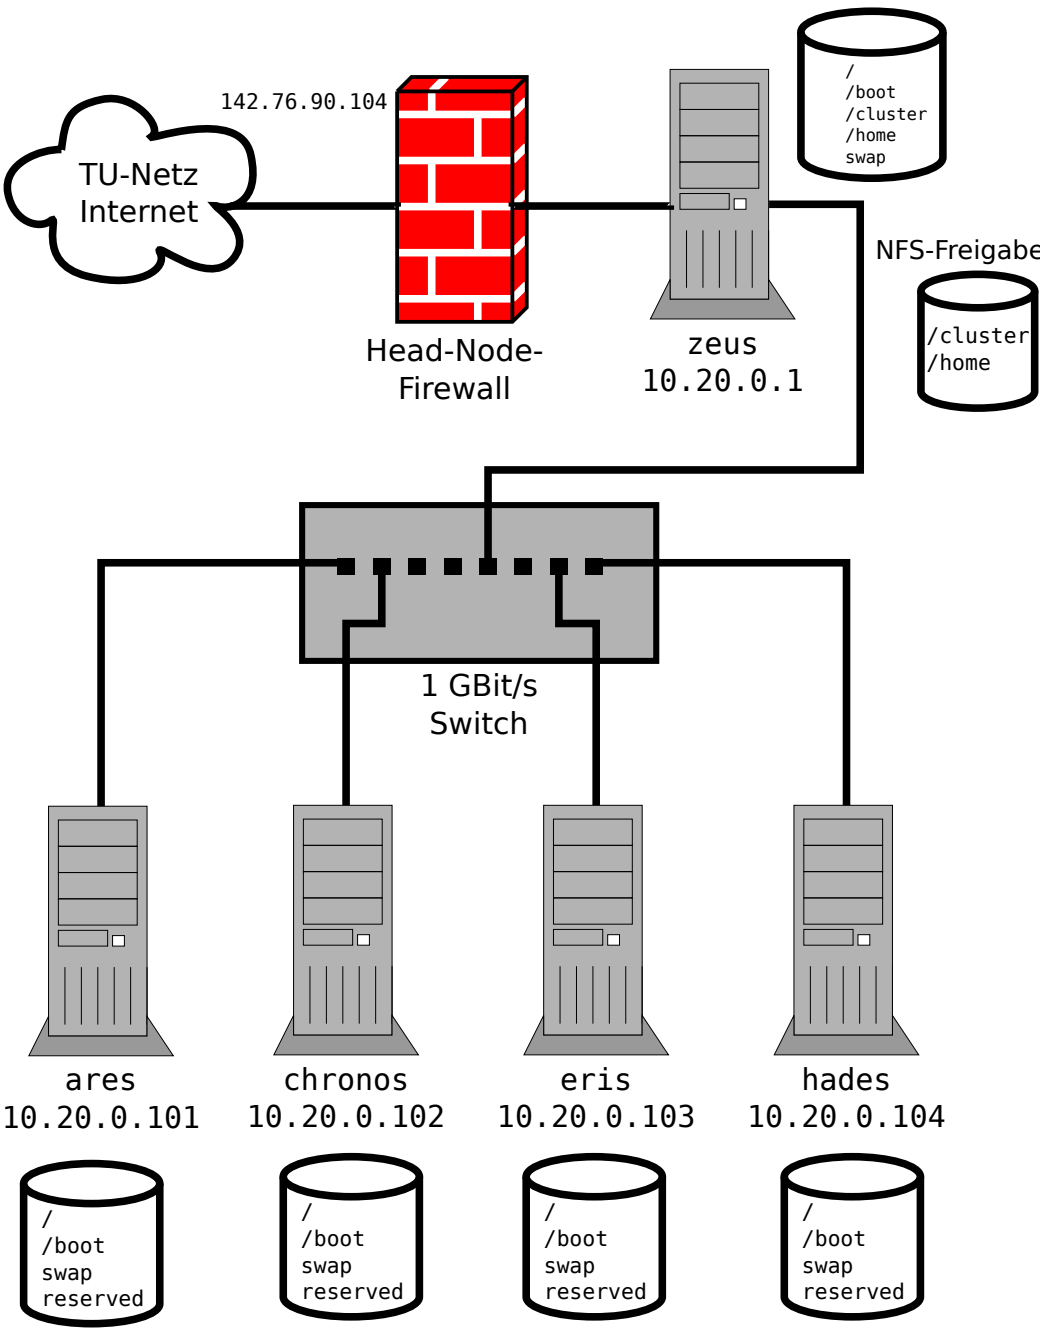 /
/boot
/cluster
/home
swap
142.76.90.104
TU-Netz
Internet
NFS-Freigabe
/cluster
/home
Head-Node-
Firewall
zeus
10.20.0.1
1 GBit/s
Switch
ares
10.20.0.101
chronos
10.20.0.102
eris
10.20.0.103
hades
10.20.0.104
/
/boot
swap
reserved
/
/boot
swap
reserved
/
/boot
swap
reserved
/
/boot
swap
reserved